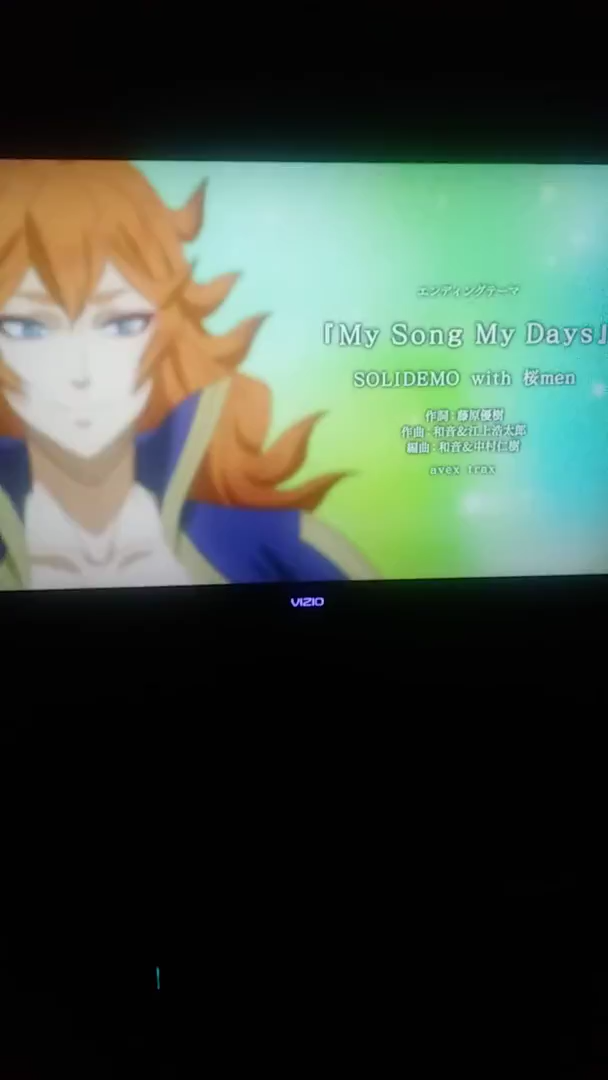 エンディングテーマ
『My Song My Days』
SOLIDEMO with 桜men
作詞：藤原優樹
作曲：和音&江上浩太郎
編曲：和音&中村仁樹
avex trax
VIZIO